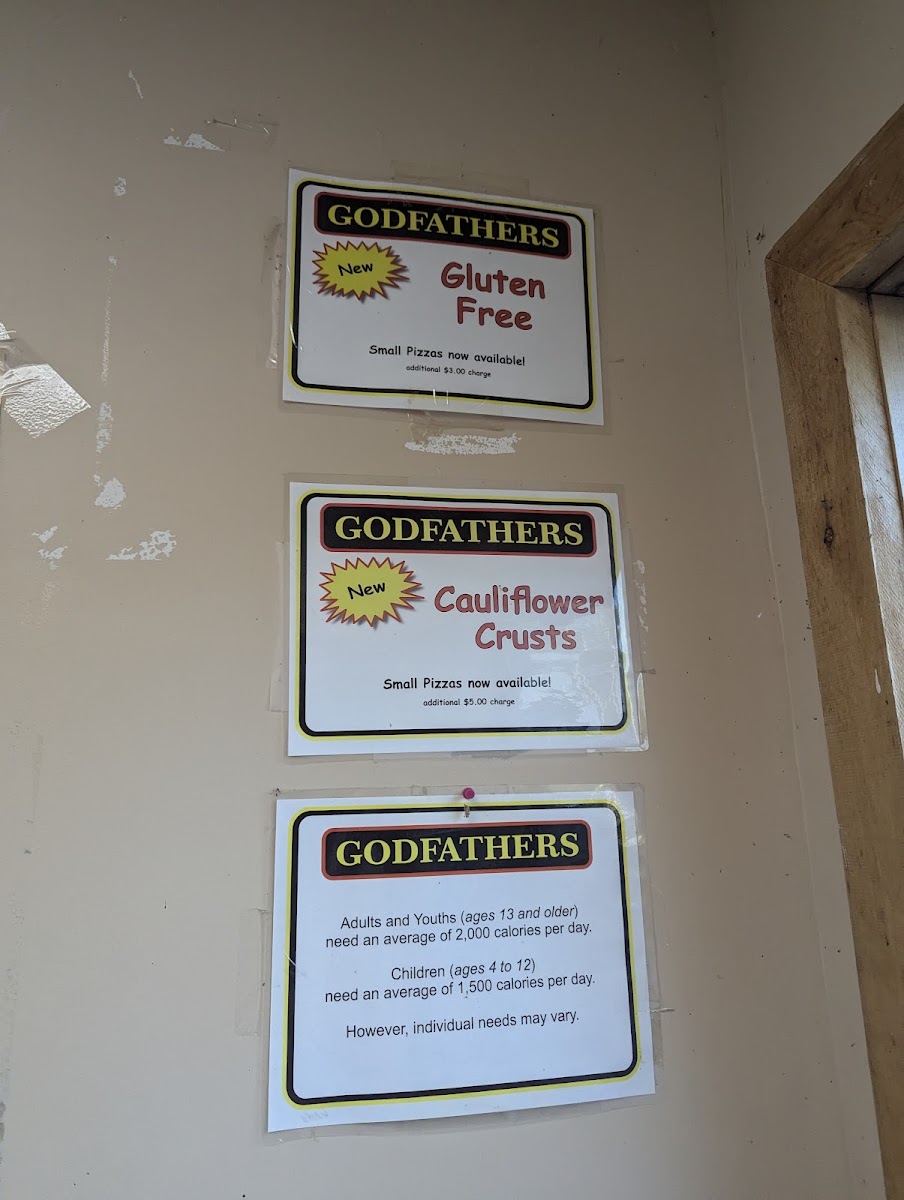 GODFATHERS
New
Gluten
Free
Small Pizzas now available!
additional $3.00 charge
GODFATHERS
New
Cauliflower
Crusts
Small Pizzas now available!
additional $5.00 charge
GODFATHERS
Adults and Youths (ages 13 and older)
need an average of 2,000 calories per day.
Children (ages 4 to 12)
need an average of 1,500 calories per day.
However, individual needs may vary.